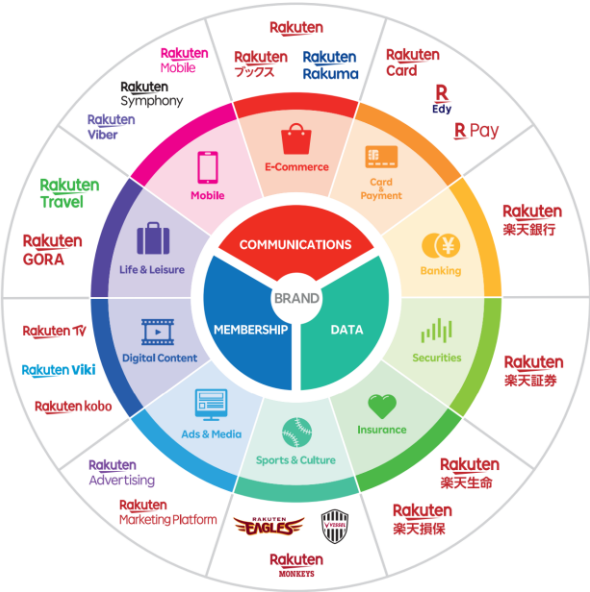 Rakuten
Rakuten
ブックス
Rakuten
Rakuma
Rakuten
Card
R
Edy
R Pay
Rakuten
楽天銀行
Rakuten
楽天証券
Rakuten
楽天生命
Rakuten
楽天損保
RAKUTEN
EAGLES
VISSEL
Rakuten
MONKEYS
Rakuten
Advertising
Rakuten
Marketing Platform
Rakuten TV
Rakuten Viki
Rakuten kobo
Rakuten
Travel
Rakuten
GORA
Rakuten
Mobile
Rakuten
Symphony
Rakuten
Viber
E-Commerce
Card
&
Payment
Banking
Securities
Insurance
Sports & Culture
Ads & Media
Digital Content
Life & Leisure
Mobile
COMMUNICATIONS
BRAND
MEMBERSHIP
DATA